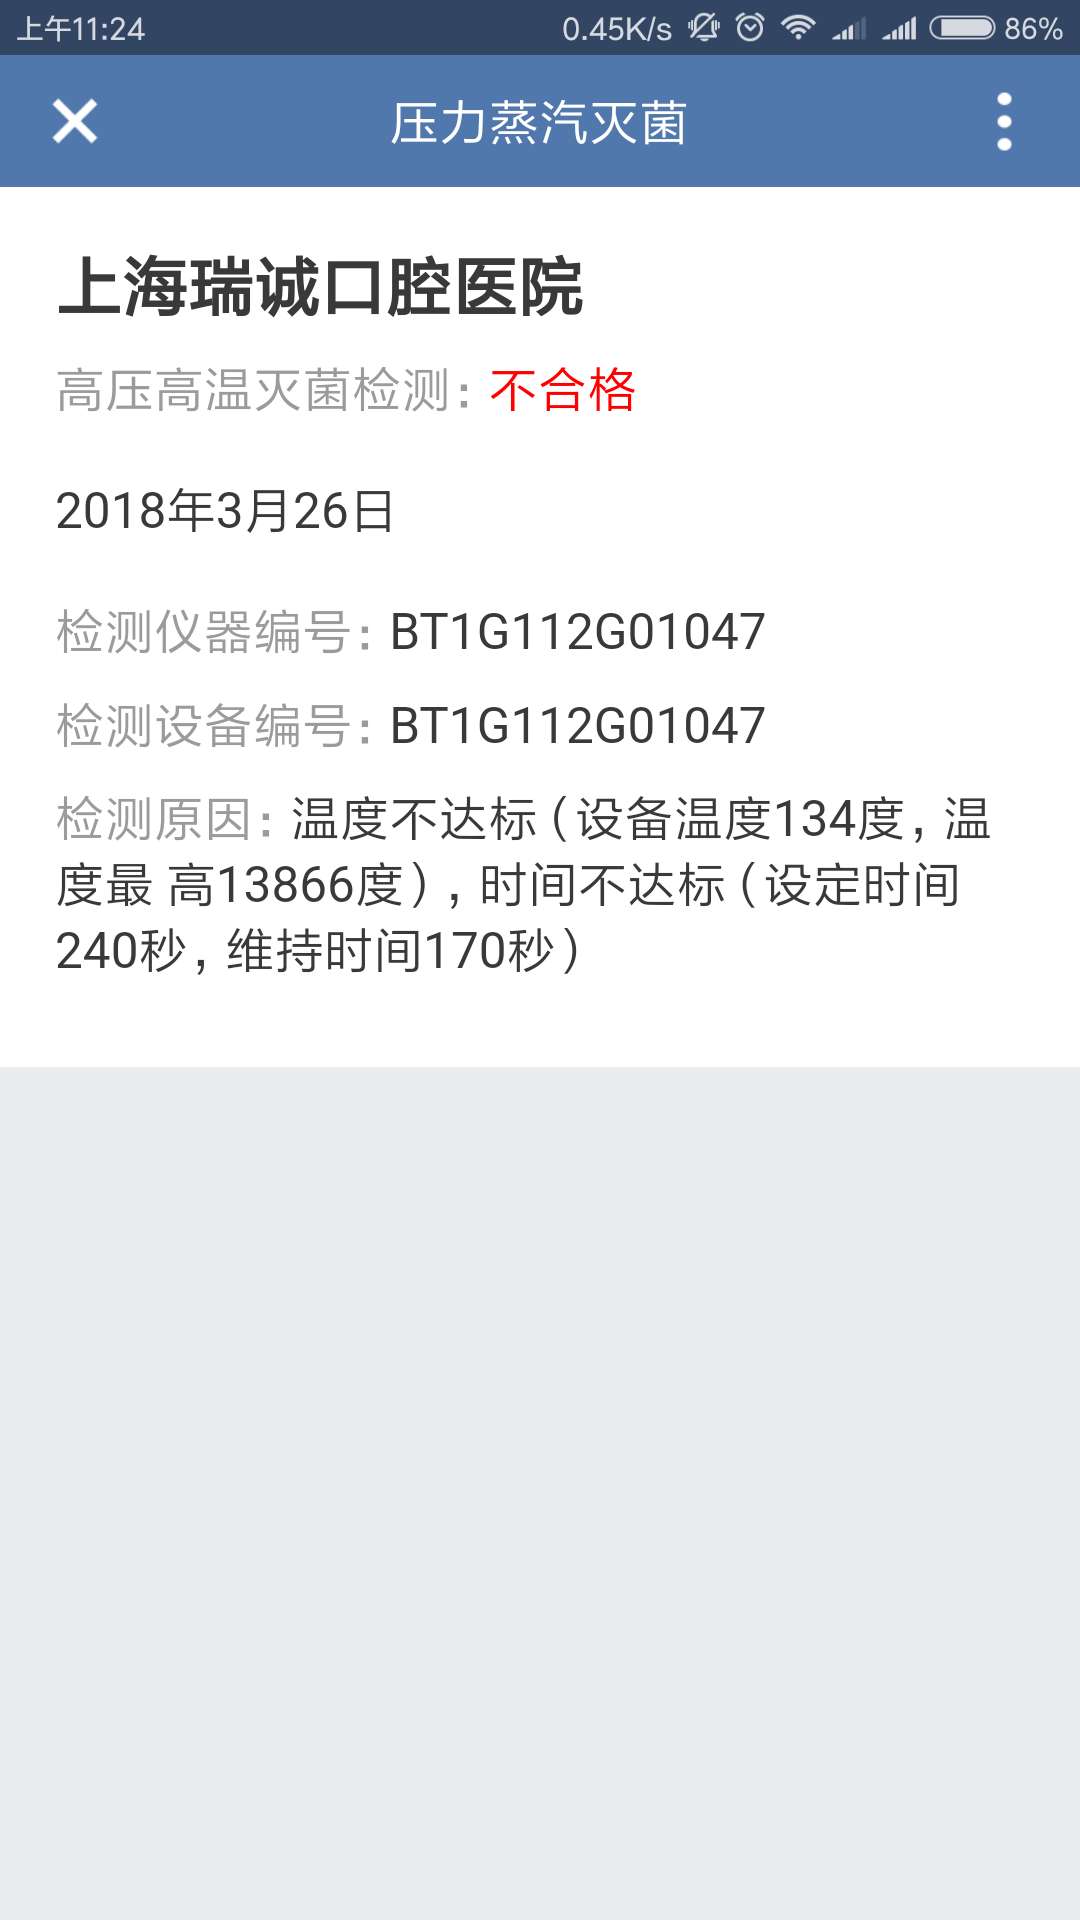 上午11:24
0.45K/s
86%
压力蒸汽灭菌
上海瑞诚口腔医院
高压高温灭菌检测：不合格
2018年3月26日
检测仪器编号：BT1G112G01047
检测设备编号：BT1G112G01047
检测原因：温度不达标（设备温度134度，温
度最 高13866度），时间不达标（设定时间
240秒，维持时间170秒）